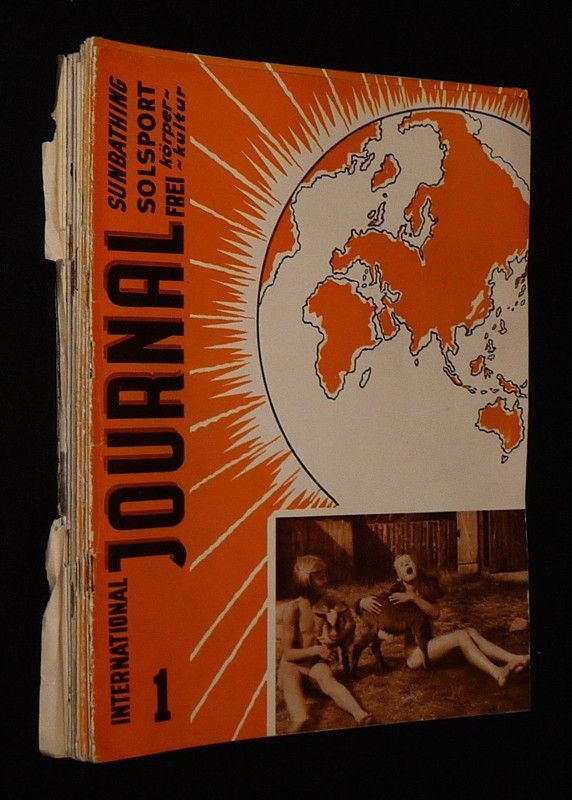 INTERNATIONAL
JOURNAL
SUNBATHING
SOLSPORT
FREI körper~
~kultur
1